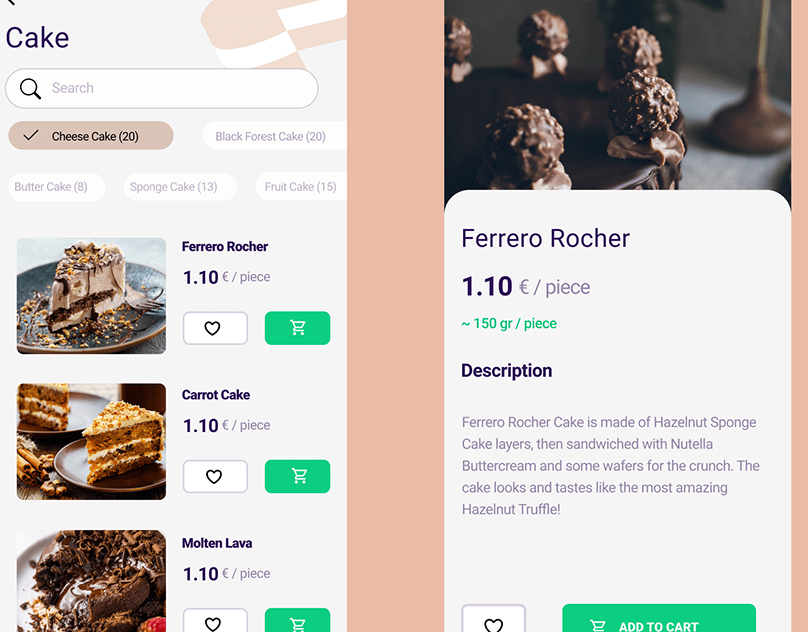 Cake
Search
Cheese Cake (20)
Black Forest Cake (20)
Butter Cake (8)
Sponge Cake (13)
Fruit Cake (15)
Ferrero Rocher
1.10 € / piece
Carrot Cake
1.10 € / piece
Molten Lava
1.10 € / piece
Ferrero Rocher
1.10 € / piece
~ 150 gr / piece
Description
Ferrero Rocher Cake is made of Hazelnut Sponge
Cake layers, then sandwiched with Nutella
Buttercream and some wafers for the crunch. The
cake looks and tastes like the most amazing
Hazelnut Truffle!
ADD TO CART